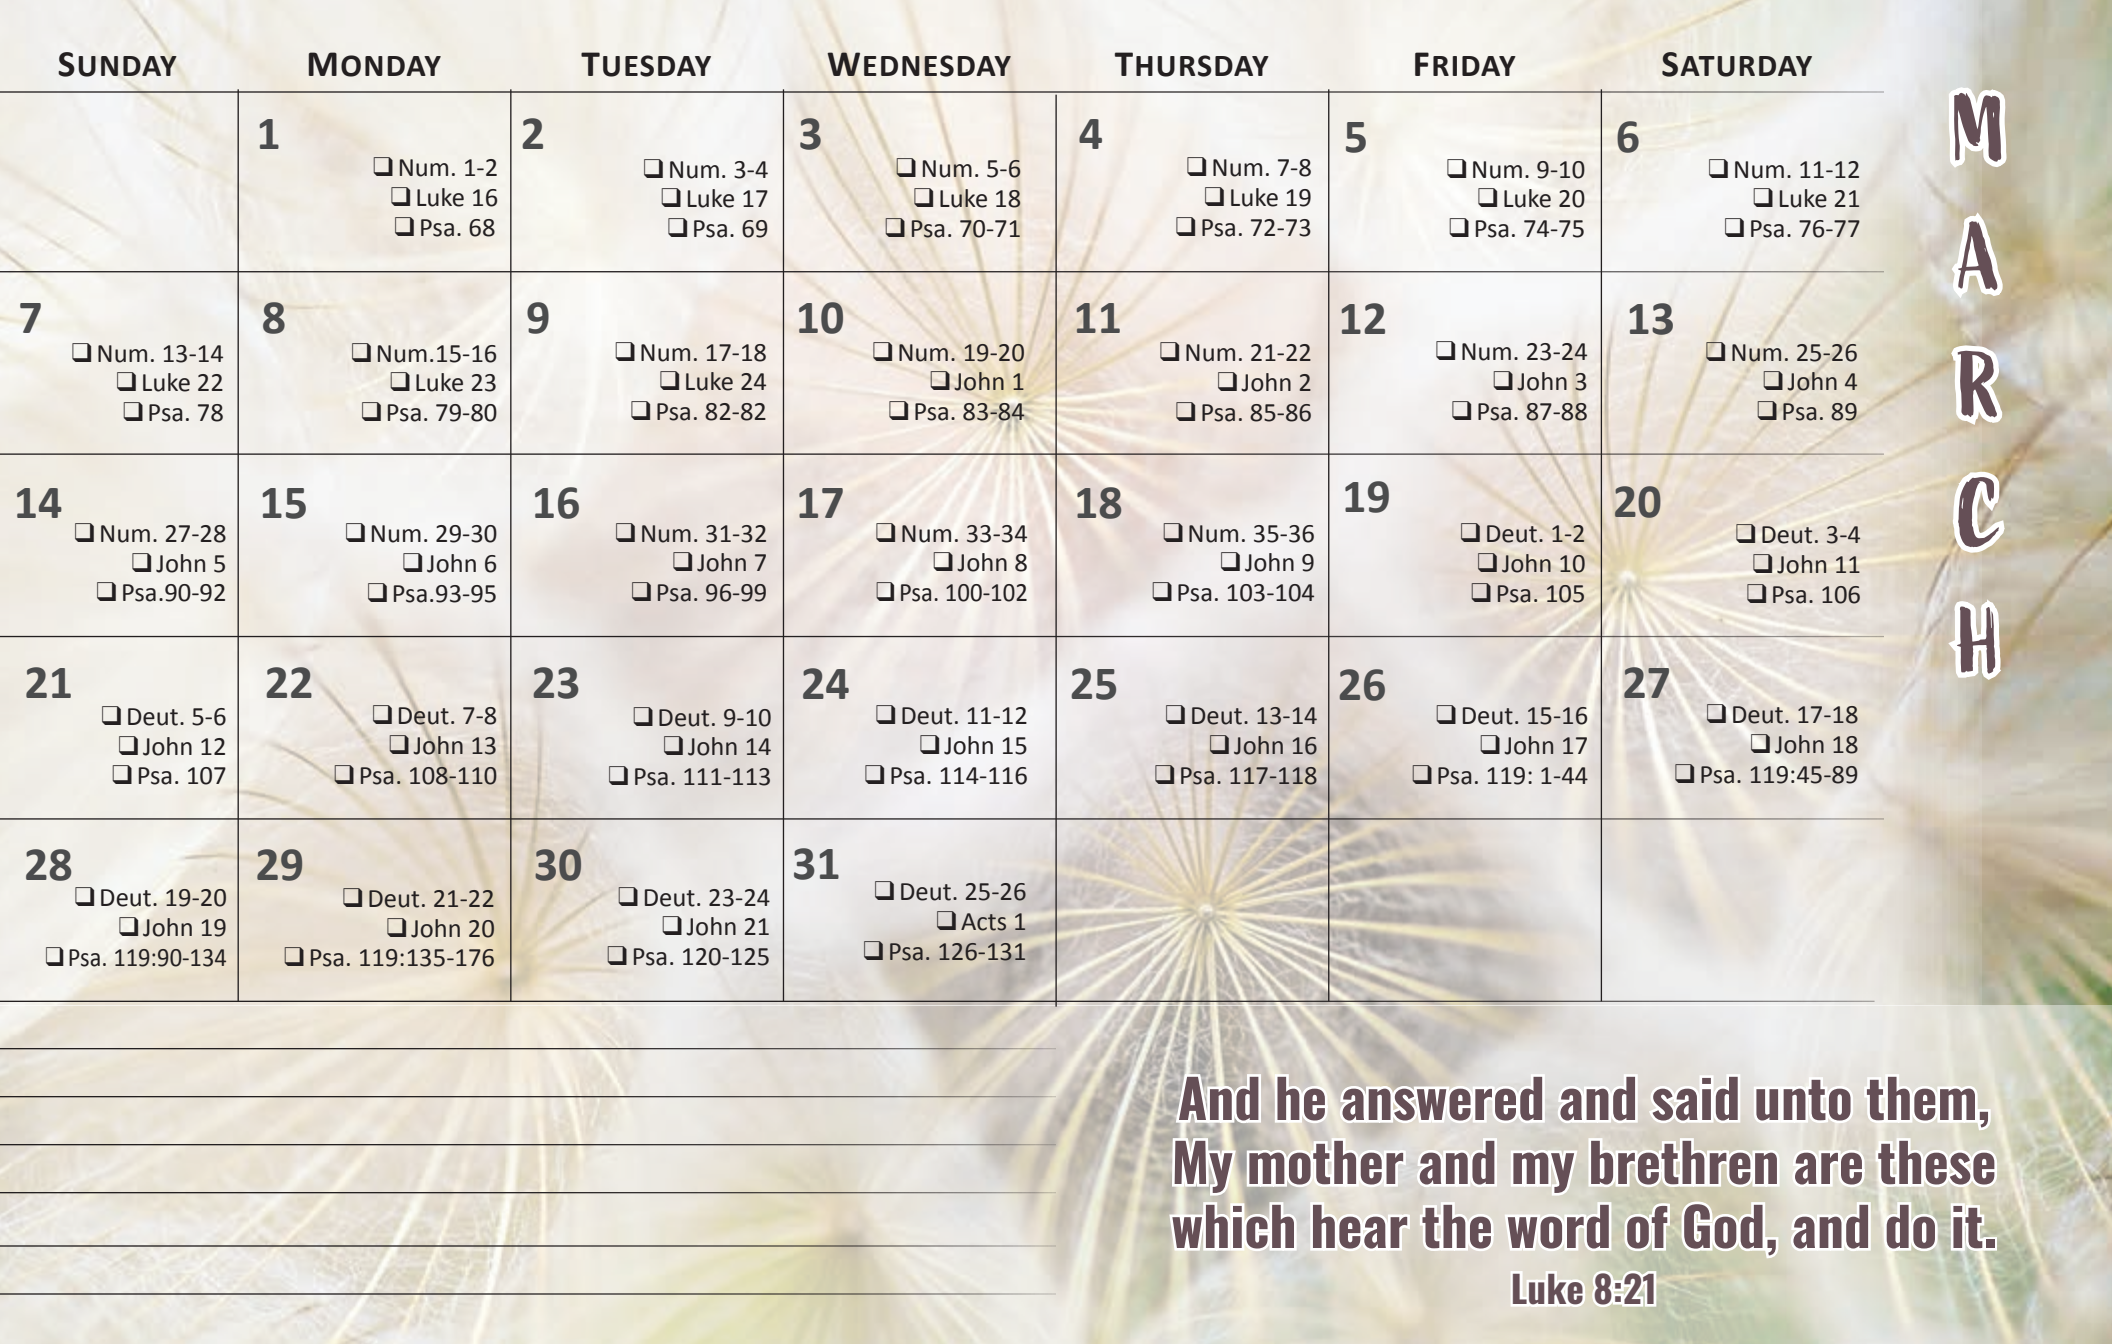 SUNDAY MONDAY TUESDAY WEDNESDAY THURSDAY FRIDAY SATURDAY
MARCH
1
❏ Num. 1-2
❏ Luke 16
❏ Psa. 68
2
❏ Num. 3-4
❏ Luke 17
❏ Psa. 69
3
❏ Num. 5-6
❏ Luke 18
❏ Psa. 70-71
4
❏ Num. 7-8
❏ Luke 19
❏ Psa. 72-73
5
❏ Num. 9-10
❏ Luke 20
❏ Psa. 74-75
6
❏ Num. 11-12
❏ Luke 21
❏ Psa. 76-77
7
❏ Num. 13-14
❏ Luke 22
❏ Psa. 78
8
❏ Num.15-16
❏ Luke 23
❏ Psa. 79-80
9
❏ Num. 17-18
❏ Luke 24
❏ Psa. 82-82
10
❏ Num. 19-20
❏ John 1
❏ Psa. 83-84
11
❏ Num. 21-22
❏ John 2
❏ Psa. 85-86
12
❏ Num. 23-24
❏ John 3
❏ Psa. 87-88
13
❏ Num. 25-26
❏ John 4
❏ Psa. 89
14
❏ Num. 27-28
❏ John 5
❏ Psa.90-92
15
❏ Num. 29-30
❏ John 6
❏ Psa.93-95
16
❏ Num. 31-32
❏ John 7
❏ Psa. 96-99
17
❏ Num. 33-34
❏ John 8
❏ Psa. 100-102
18
❏ Num. 35-36
❏ John 9
❏ Psa. 103-104
19
❏ Deut. 1-2
❏ John 10
❏ Psa. 105
20
❏ Deut. 3-4
❏ John 11
❏ Psa. 106
21
❏ Deut. 5-6
❏ John 12
❏ Psa. 107
22
❏ Deut. 7-8
❏ John 13
❏ Psa. 108-110
23
❏ Deut. 9-10
❏ John 14
❏ Psa. 111-113
24
❏ Deut. 11-12
❏ John 15
❏ Psa. 114-116
25
❏ Deut. 13-14
❏ John 16
❏ Psa. 117-118
26
❏ Deut. 15-16
❏ John 17
❏ Psa. 119: 1-44
27
❏ Deut. 17-18
❏ John 18
❏ Psa. 119:45-89
28
❏ Deut. 19-20
❏ John 19
❏ Psa. 119:90-134
29
❏ Deut. 21-22
❏ John 20
❏ Psa. 119:135-176
30
❏ Deut. 23-24
❏ John 21
❏ Psa. 120-125
31
❏ Deut. 25-26
❏ Acts 1
❏ Psa. 126-131
And he answered and said unto them,
My mother and my brethren are these
which hear the word of God, and do it.
Luke 8:21